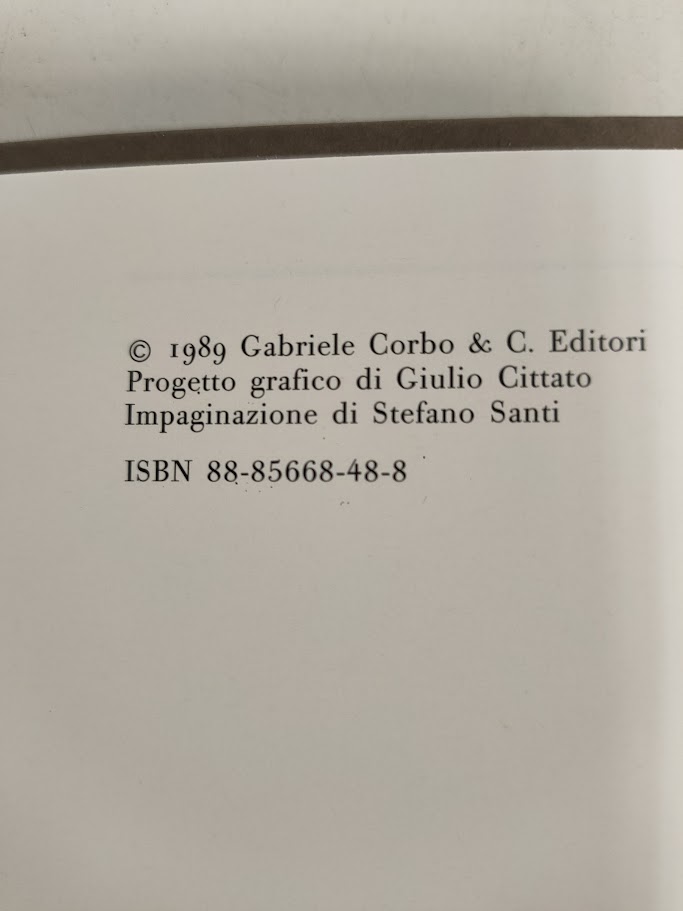 © 1989 Gabriele Corbo & C. Editori
Progetto grafico di Giulio Cittato
Impaginazione di Stefano Santi
ISBN 88-85668-48-8